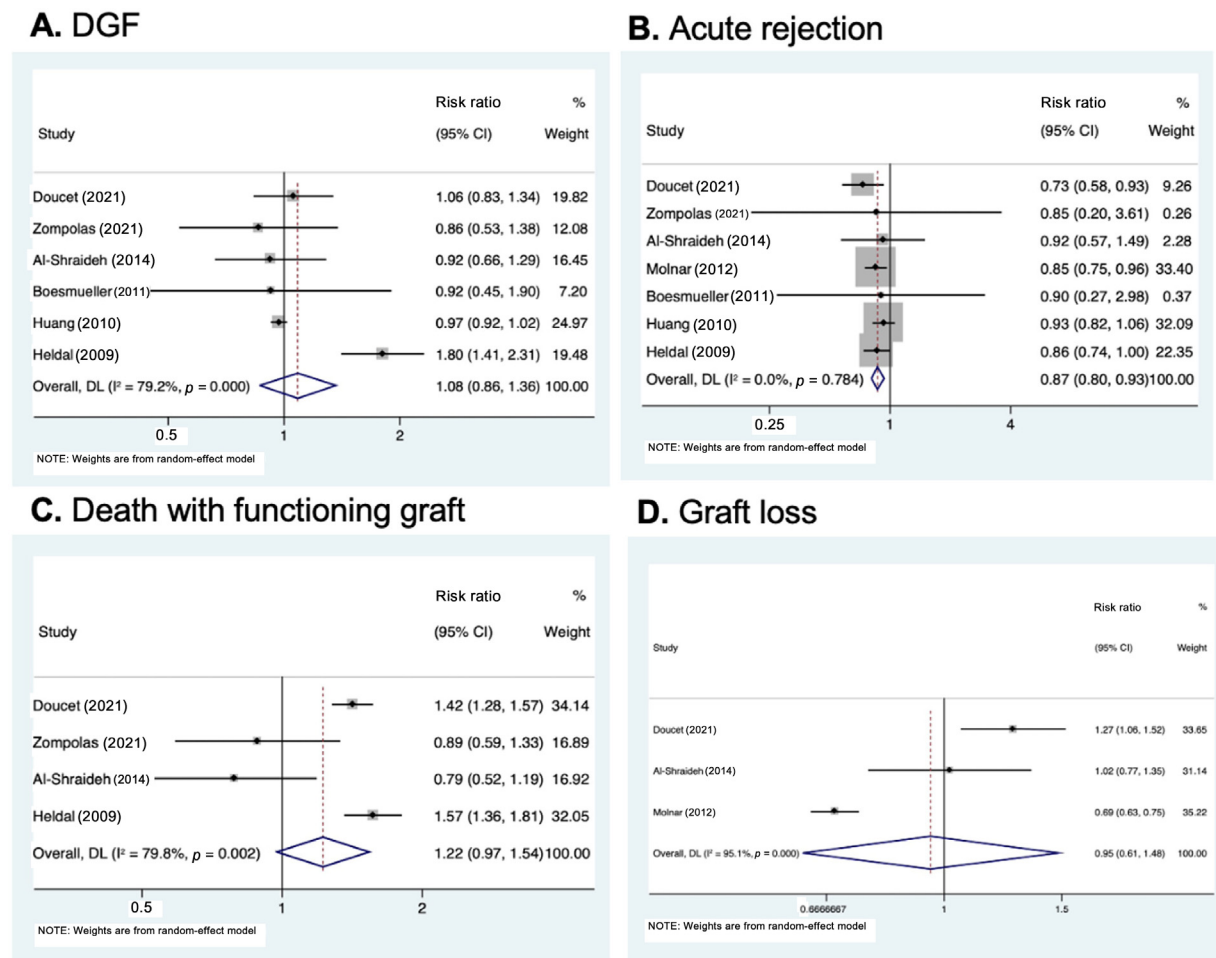 A. DGF
Risk ratio %
Study (95% CI) Weight
Doucet (2021) 1.06 (0.83, 1.34) 19.82
Zompolas (2021) 0.86 (0.53, 1.38) 12.08
Al-Shraideh (2014) 0.92 (0.66, 1.29) 16.45
Boesmueller (2011) 0.92 (0.45, 1.90) 7.20
Huang (2010) 0.97 (0.92, 1.02) 24.97
Heldal (2009) 1.80 (1.41, 2.31) 19.48
Overall, DL (I² = 79.2%, p = 0.000) 1.08 (0.86, 1.36) 100.00
0.5 1 2
NOTE: Weights are from random-effect model
B. Acute rejection
Risk ratio %
Study (95% CI) Weight
Doucet (2021) 0.73 (0.58, 0.93) 9.26
Zompolas (2021) 0.85 (0.20, 3.61) 0.26
Al-Shraideh (2014) 0.92 (0.57, 1.49) 2.28
Molnar (2012) 0.85 (0.75, 0.96) 33.40
Boesmueller (2011) 0.90 (0.27, 2.98) 0.37
Huang (2010) 0.93 (0.82, 1.06) 32.09
Heldal (2009) 0.86 (0.74, 1.00) 22.35
Overall, DL (I² = 0.0%, p = 0.784) 0.87 (0.80, 0.93)100.00
0.25 1 4
NOTE: Weights are from random-effect model
C. Death with functioning graft
Risk ratio %
Study (95% CI) Weight
Doucet (2021) 1.42 (1.28, 1.57) 34.14
Zompolas (2021) 0.89 (0.59, 1.33) 16.89
Al-Shraideh (2014) 0.79 (0.52, 1.19) 16.92
Heldal (2009) 1.57 (1.36, 1.81) 32.05
Overall, DL (I² = 79.8%, p = 0.002) 1.22 (0.97, 1.54)100.00
0.5 1 2
NOTE: Weights are from random-effect model
D. Graft loss
Risk ratio %
Study (95% CI) Weight
Doucet (2021) 1.27 (1.06, 1.52) 33.65
Al-Shraideh (2014) 1.02 (0.77, 1.35) 31.14
Molnar (2012) 0.69 (0.63, 0.75) 35.22
Overall, DL (I² = 95.1%, p = 0.000) 0.95 (0.61, 1.48) 100.00
0.6666667 1 1.5
NOTE: Weights are from random-effect model